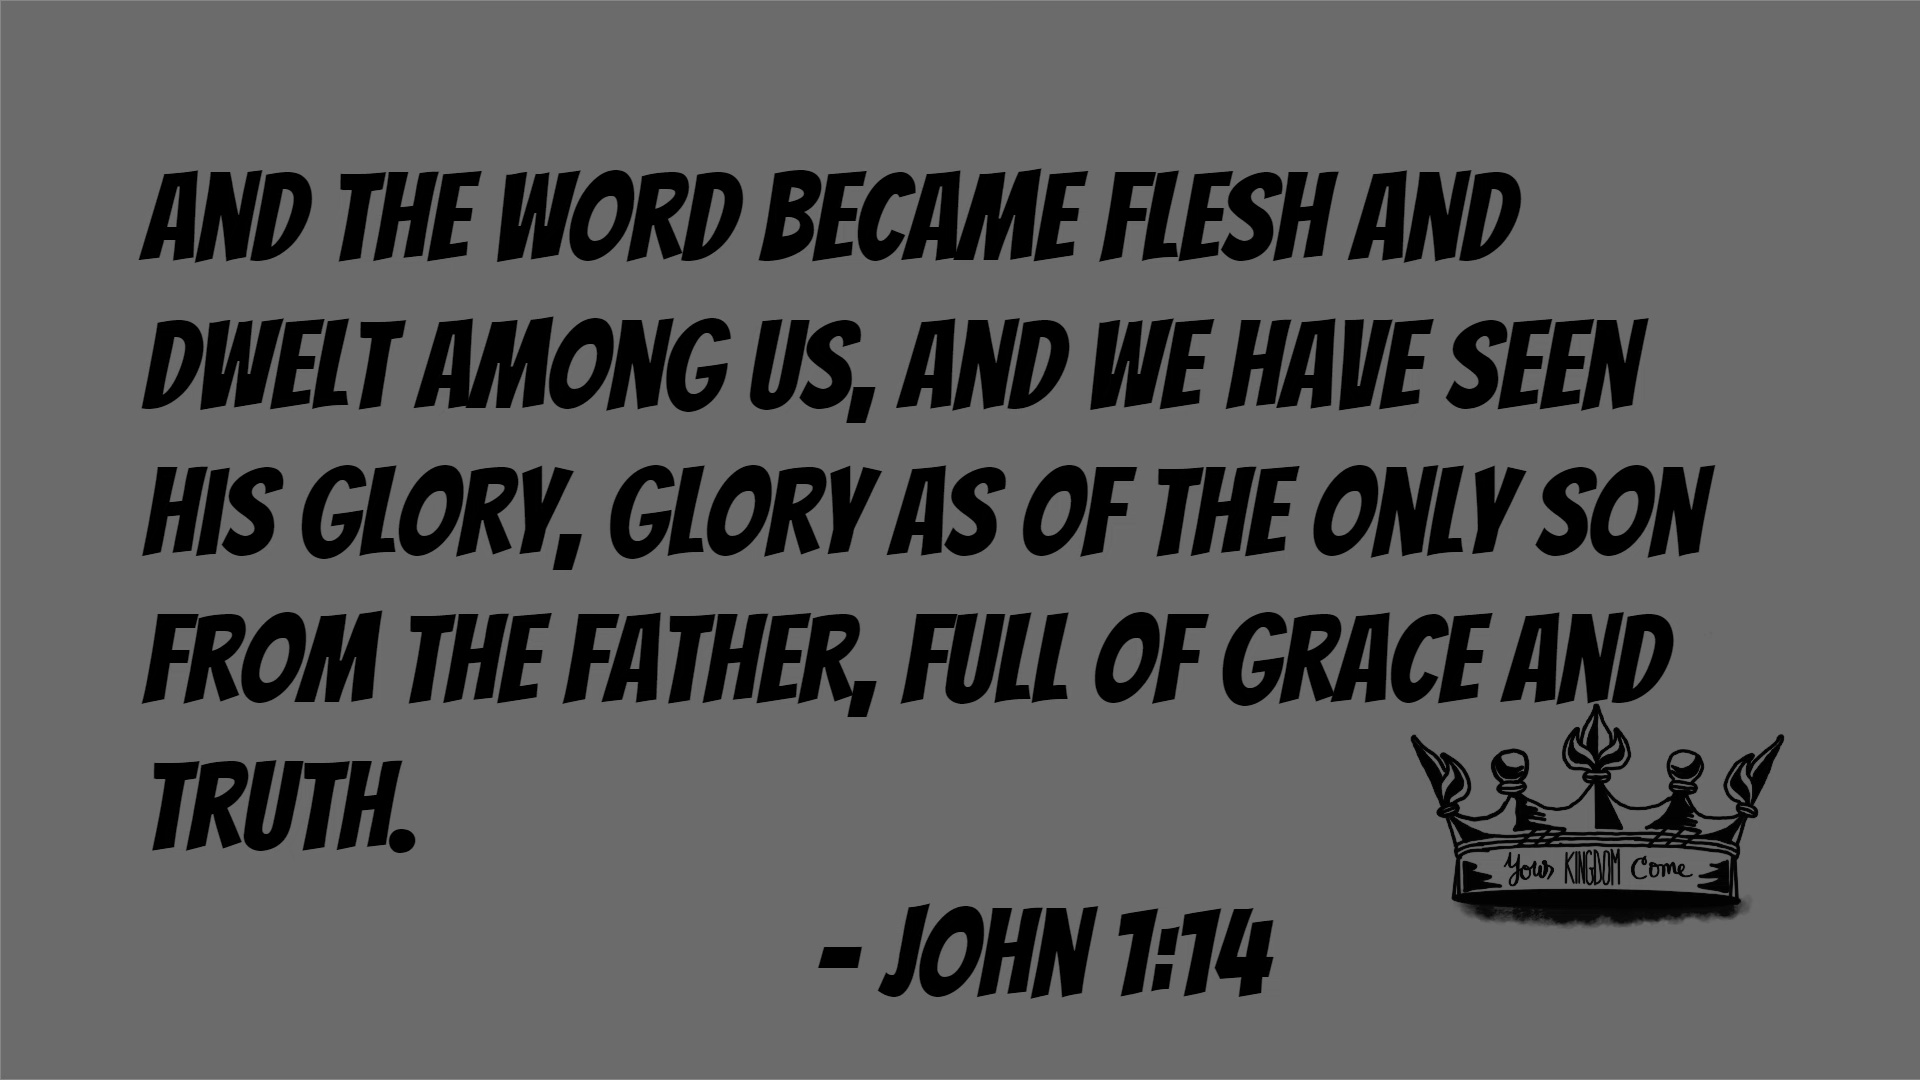 AND THE WORD BECAME FLESH AND
DWELT AMONG US, AND WE HAVE SEEN
HIS GLORY, GLORY AS OF THE ONLY SON
FROM THE FATHER, FULL OF GRACE AND
TRUTH.
Your KINGDOM Come
- JOHN 1:14